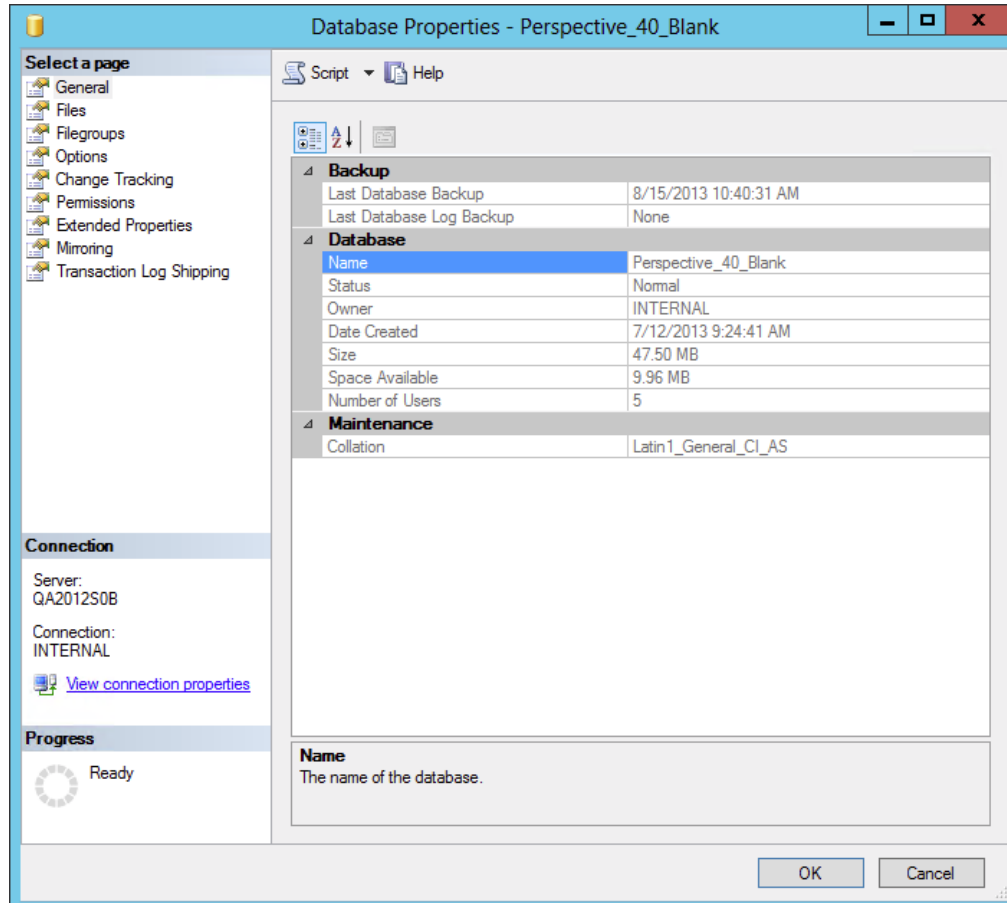 Database Properties - Perspective_40_Blank
Select a page
General
Files
Filegroups
Options
Change Tracking
Permissions
Extended Properties
Mirroring
Transaction Log Shipping
Connection
Server:
QA2012S0B
Connection:
INTERNAL
View connection properties
Progress
Ready
Script Help
Backup
Last Database Backup 8/15/2013 10:40:31 AM
Last Database Log Backup None
Database
Name Perspective_40_Blank
Status Normal
Owner INTERNAL
Date Created 7/12/2013 9:24:41 AM
Size 47.50 MB
Space Available 9.96 MB
Number of Users 5
Maintenance
Collation Latin1_General_CI_AS
Name
The name of the database.
OK Cancel